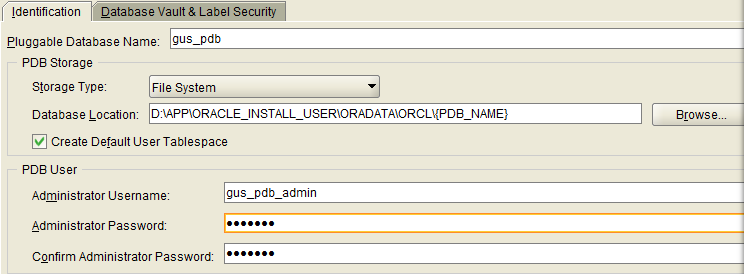 Identification Database Vault & Label Security
Pluggable Database Name: gus_pdb
PDB Storage
Storage Type: File System
Database Location: D:\APP\ORACLE_INSTALL_USER\ORADATA\ORCL\{PDB_NAME} Browse...
Create Default User Tablespace
PDB User
Administrator Username: gus_pdb_admin
Administrator Password: •••••••
Confirm Administrator Password: •••••••